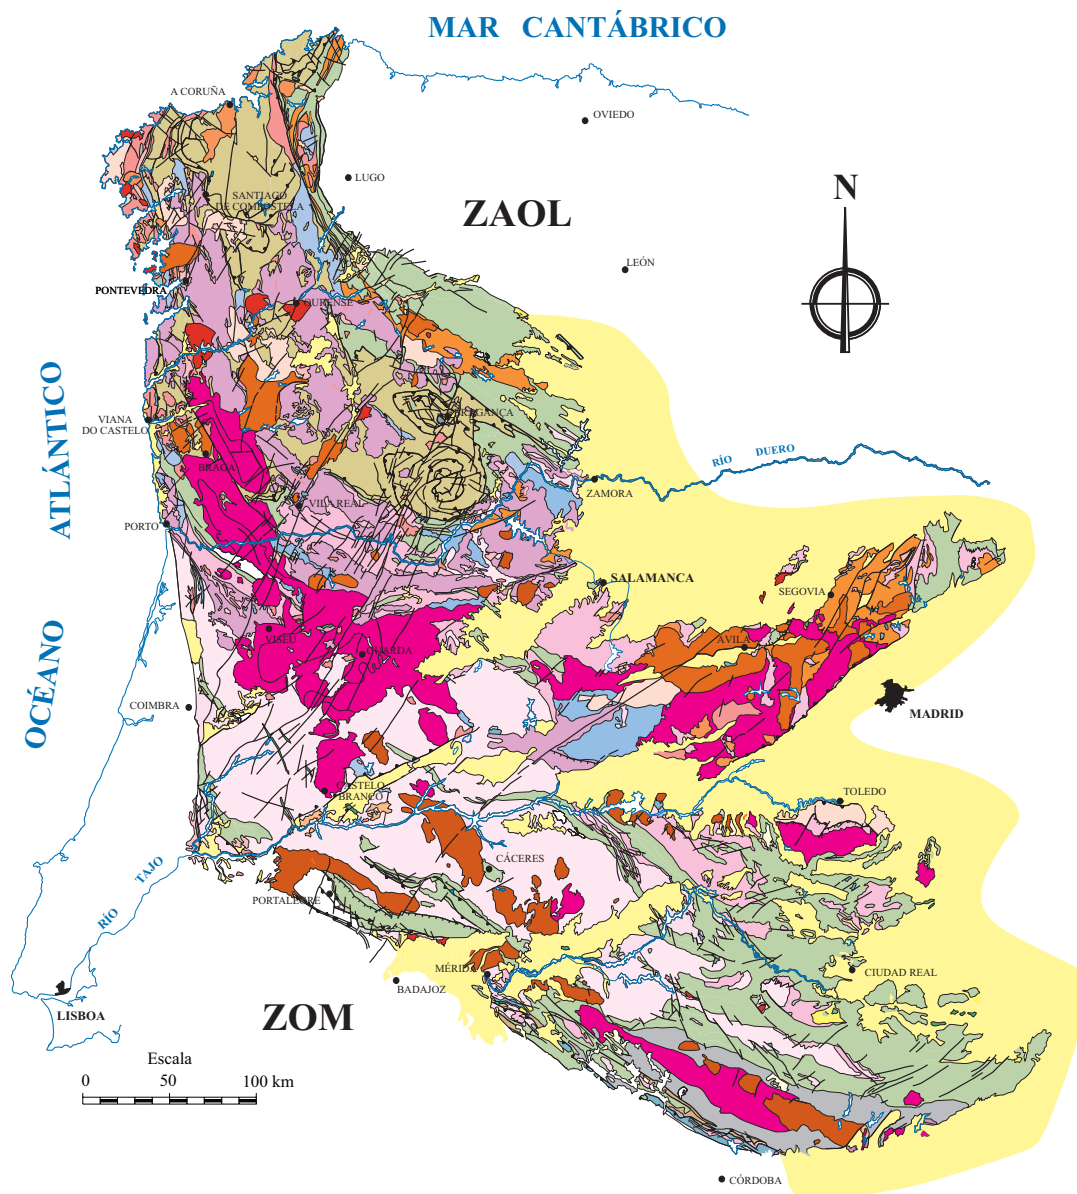 MAR CANTÁBRICO
A CORUÑA
OVIEDO
LUGO
SANTIAGO
DE COMPOSTELA
ZAOL
N
LEÓN
PONTEVEDRA
OURENSE
OCÉANO ATLÁNTICO
VIANA
DO CASTELO
BRAGANÇA
BRAGA
RÍO DUERO
ZAMORA
VILA REAL
PORTO
SALAMANCA
SEGOVIA
VISEU
ÁVILA
GUARDA
COIMBRA
MADRID
CASTELO
BRANCO
TOLEDO
RÍO TAJO
CÁCERES
PORTALEGRE
MÉRIDA
CIUDAD REAL
BADAJOZ
LISBOA
ZOM
Escala
0 50 100 km
CÓRDOBA